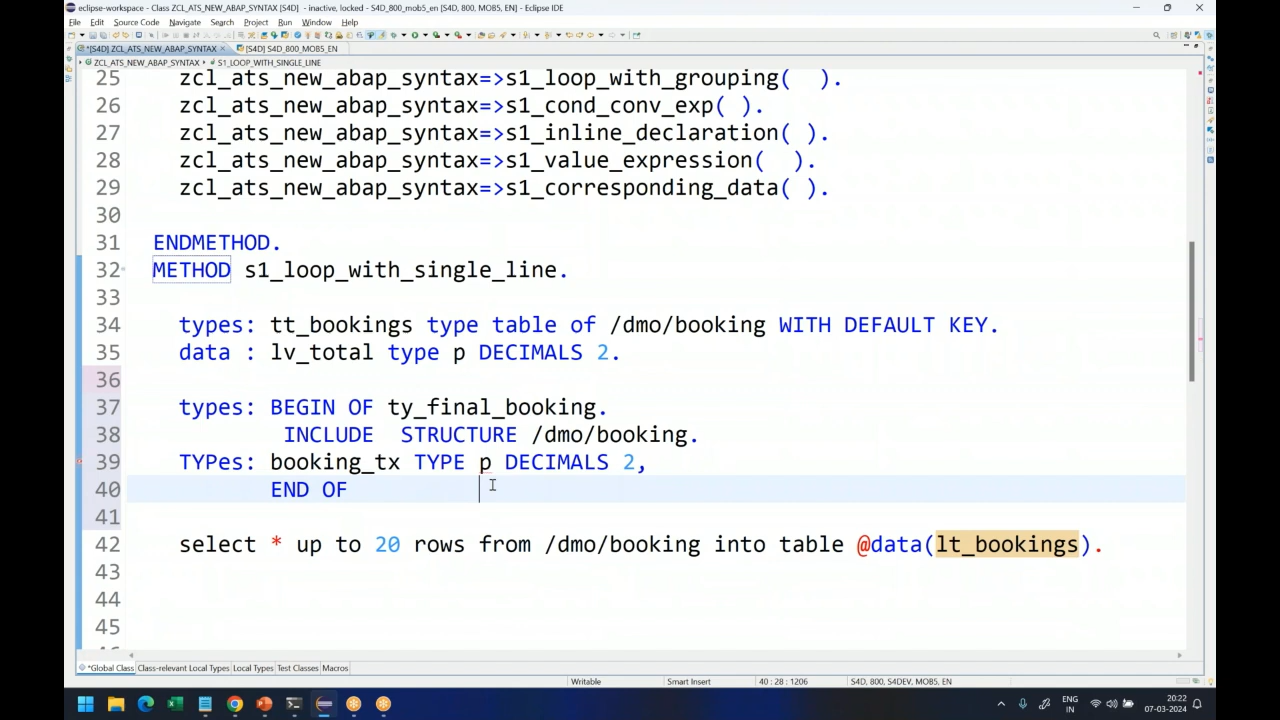 eclipse-workspace - Class ZCL_ATS_NEW_ABAP_SYNTAX [S4D] - inactive, locked - S4D_800_mob5_en [S4D, 800, MOB5, EN] - Eclipse IDE
File Edit Source Refactor Navigate Search Project Run Window Help
*[S4D] ZCL_ATS_NEW_ABAP_SYNTAX [S4D] S4D_800_MOB5_EN
ZCL_ATS_NEW_ABAP_SYNTAX S1_LOOP_WITH_SINGLE_LINE
25 zcl_ats_new_abap_syntax=>s1_loop_with_grouping(  ).
26 zcl_ats_new_abap_syntax=>s1_cond_conv_exp( ).
27 zcl_ats_new_abap_syntax=>s1_inline_declaration( ).
28 zcl_ats_new_abap_syntax=>s1_value_expression(  ).
29 zcl_ats_new_abap_syntax=>s1_corresponding_data( ).
30
31 ENDMETHOD.
32 METHOD s1_loop_with_single_line.
33
34 types: tt_bookings type table of /dmo/booking WITH DEFAULT KEY.
35 data : lv_total type p DECIMALS 2.
36
37 types: BEGIN OF ty_final_booking.
38 INCLUDE  STRUCTURE /dmo/booking.
39 TYPes: booking_tx TYPE p DECIMALS 2,
40 END OF
41
42 select * up to 20 rows from /dmo/booking into table @data(lt_bookings).
43
44
45
*Global Class Class-relevant Local Types Local Types Test Classes Macros
Writable Smart Insert 40 : 28 : 1206 S4D, 800, S4DEV, MOB5, EN
ENG
IN
20:22
07-03-2024